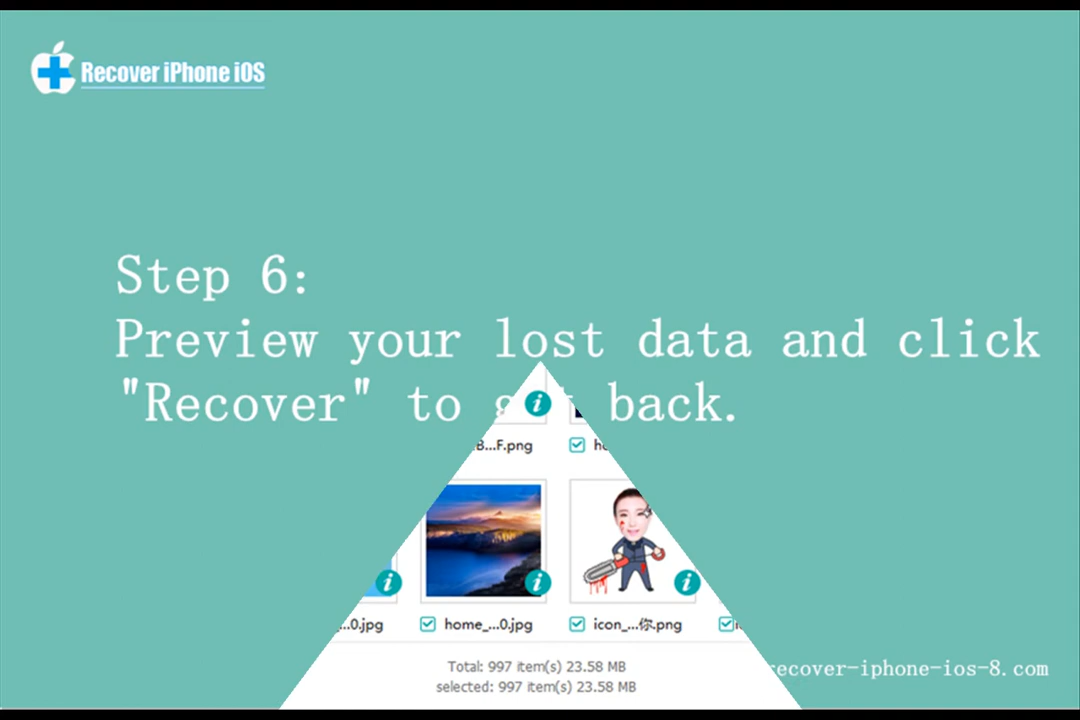 Recover iPhone iOS
Step 6:
Preview your lost data and click
"Recover" to back.
B...F.png
...0.jpg
home_...0.jpg
icon_...你.png
Total: 997 item(s) 23.58 MB
selected: 997 item(s) 23.58 MB
recover-iphone-ios-8.com